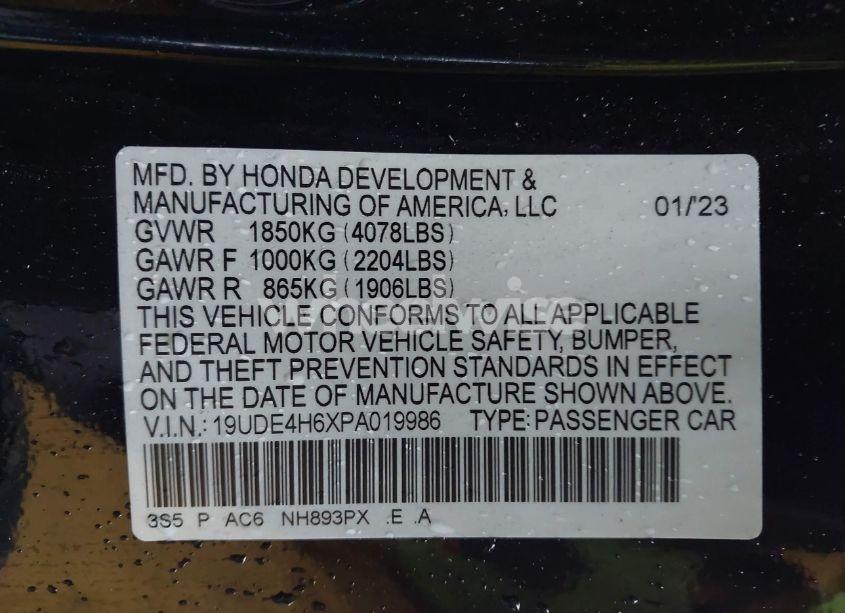 MFD. BY HONDA DEVELOPMENT &
MANUFACTURING OF AMERICA, LLC 01/'23
GVWR 1850KG (4078LBS)
GAWR F 1000KG (2204LBS)
GAWR R 865KG (1906LBS)
THIS VEHICLE CONFORMS TO ALL APPLICABLE
FEDERAL MOTOR VEHICLE SAFETY, BUMPER,
AND THEFT PREVENTION STANDARDS IN EFFECT
ON THE DATE OF MANUFACTURE SHOWN ABOVE.
V.I.N.: 19UDE4H6XPA019986 TYPE: PASSENGER CAR
3S5 P AC6 NH893PX .E .A